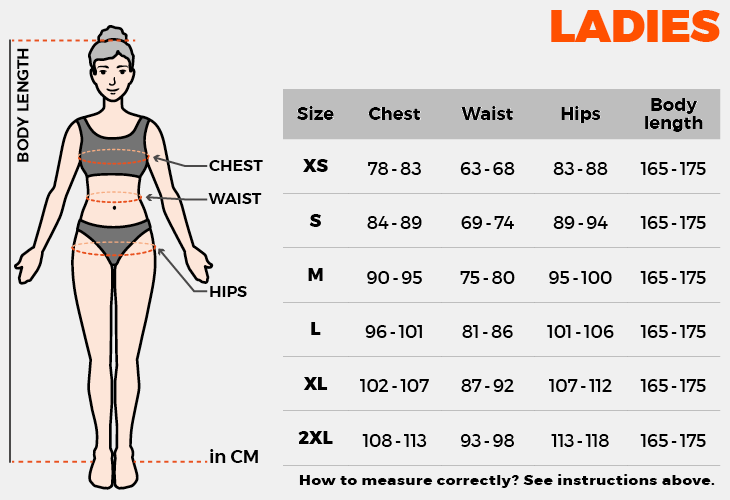 LADIES
BODY LENGTH
CHEST
WAIST
HIPS
in CM
Size Chest Waist Hips Body length
XS 78 - 83 63 - 68 83 - 88 165 - 175
S 84 - 89 69 - 74 89 - 94 165 - 175
M 90 - 95 75 - 80 95 - 100 165 - 175
L 96 - 101 81 - 86 101 - 106 165 - 175
XL 102 - 107 87 - 92 107 - 112 165 - 175
2XL 108 - 113 93 - 98 113 - 118 165 - 175
How to measure correctly? See instructions above.